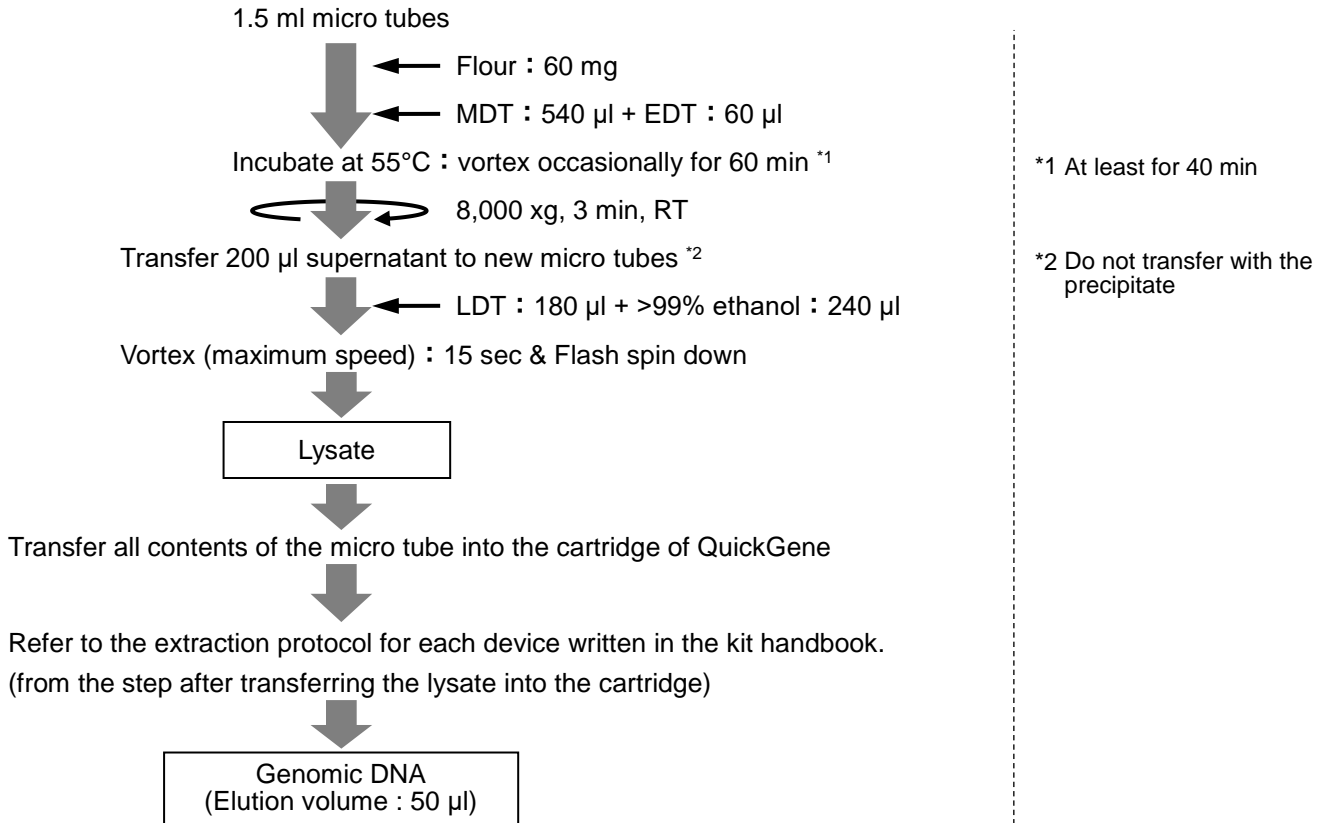 1.5 ml micro tubes
Flour：60 mg
MDT：540 µl + EDT：60 µl
Incubate at 55°C：vortex occasionally for 60 min *1
*1 At least for 40 min
8,000 xg, 3 min, RT
Transfer 200 µl supernatant to new micro tubes *2
*2 Do not transfer with the
precipitate
LDT：180 µl + >99% ethanol：240 µl
Vortex (maximum speed)：15 sec & Flash spin down
Lysate
Transfer all contents of the micro tube into the cartridge of QuickGene
Refer to the extraction protocol for each device written in the kit handbook.
(from the step after transferring the lysate into the cartridge)
Genomic DNA
(Elution volume : 50 µl)